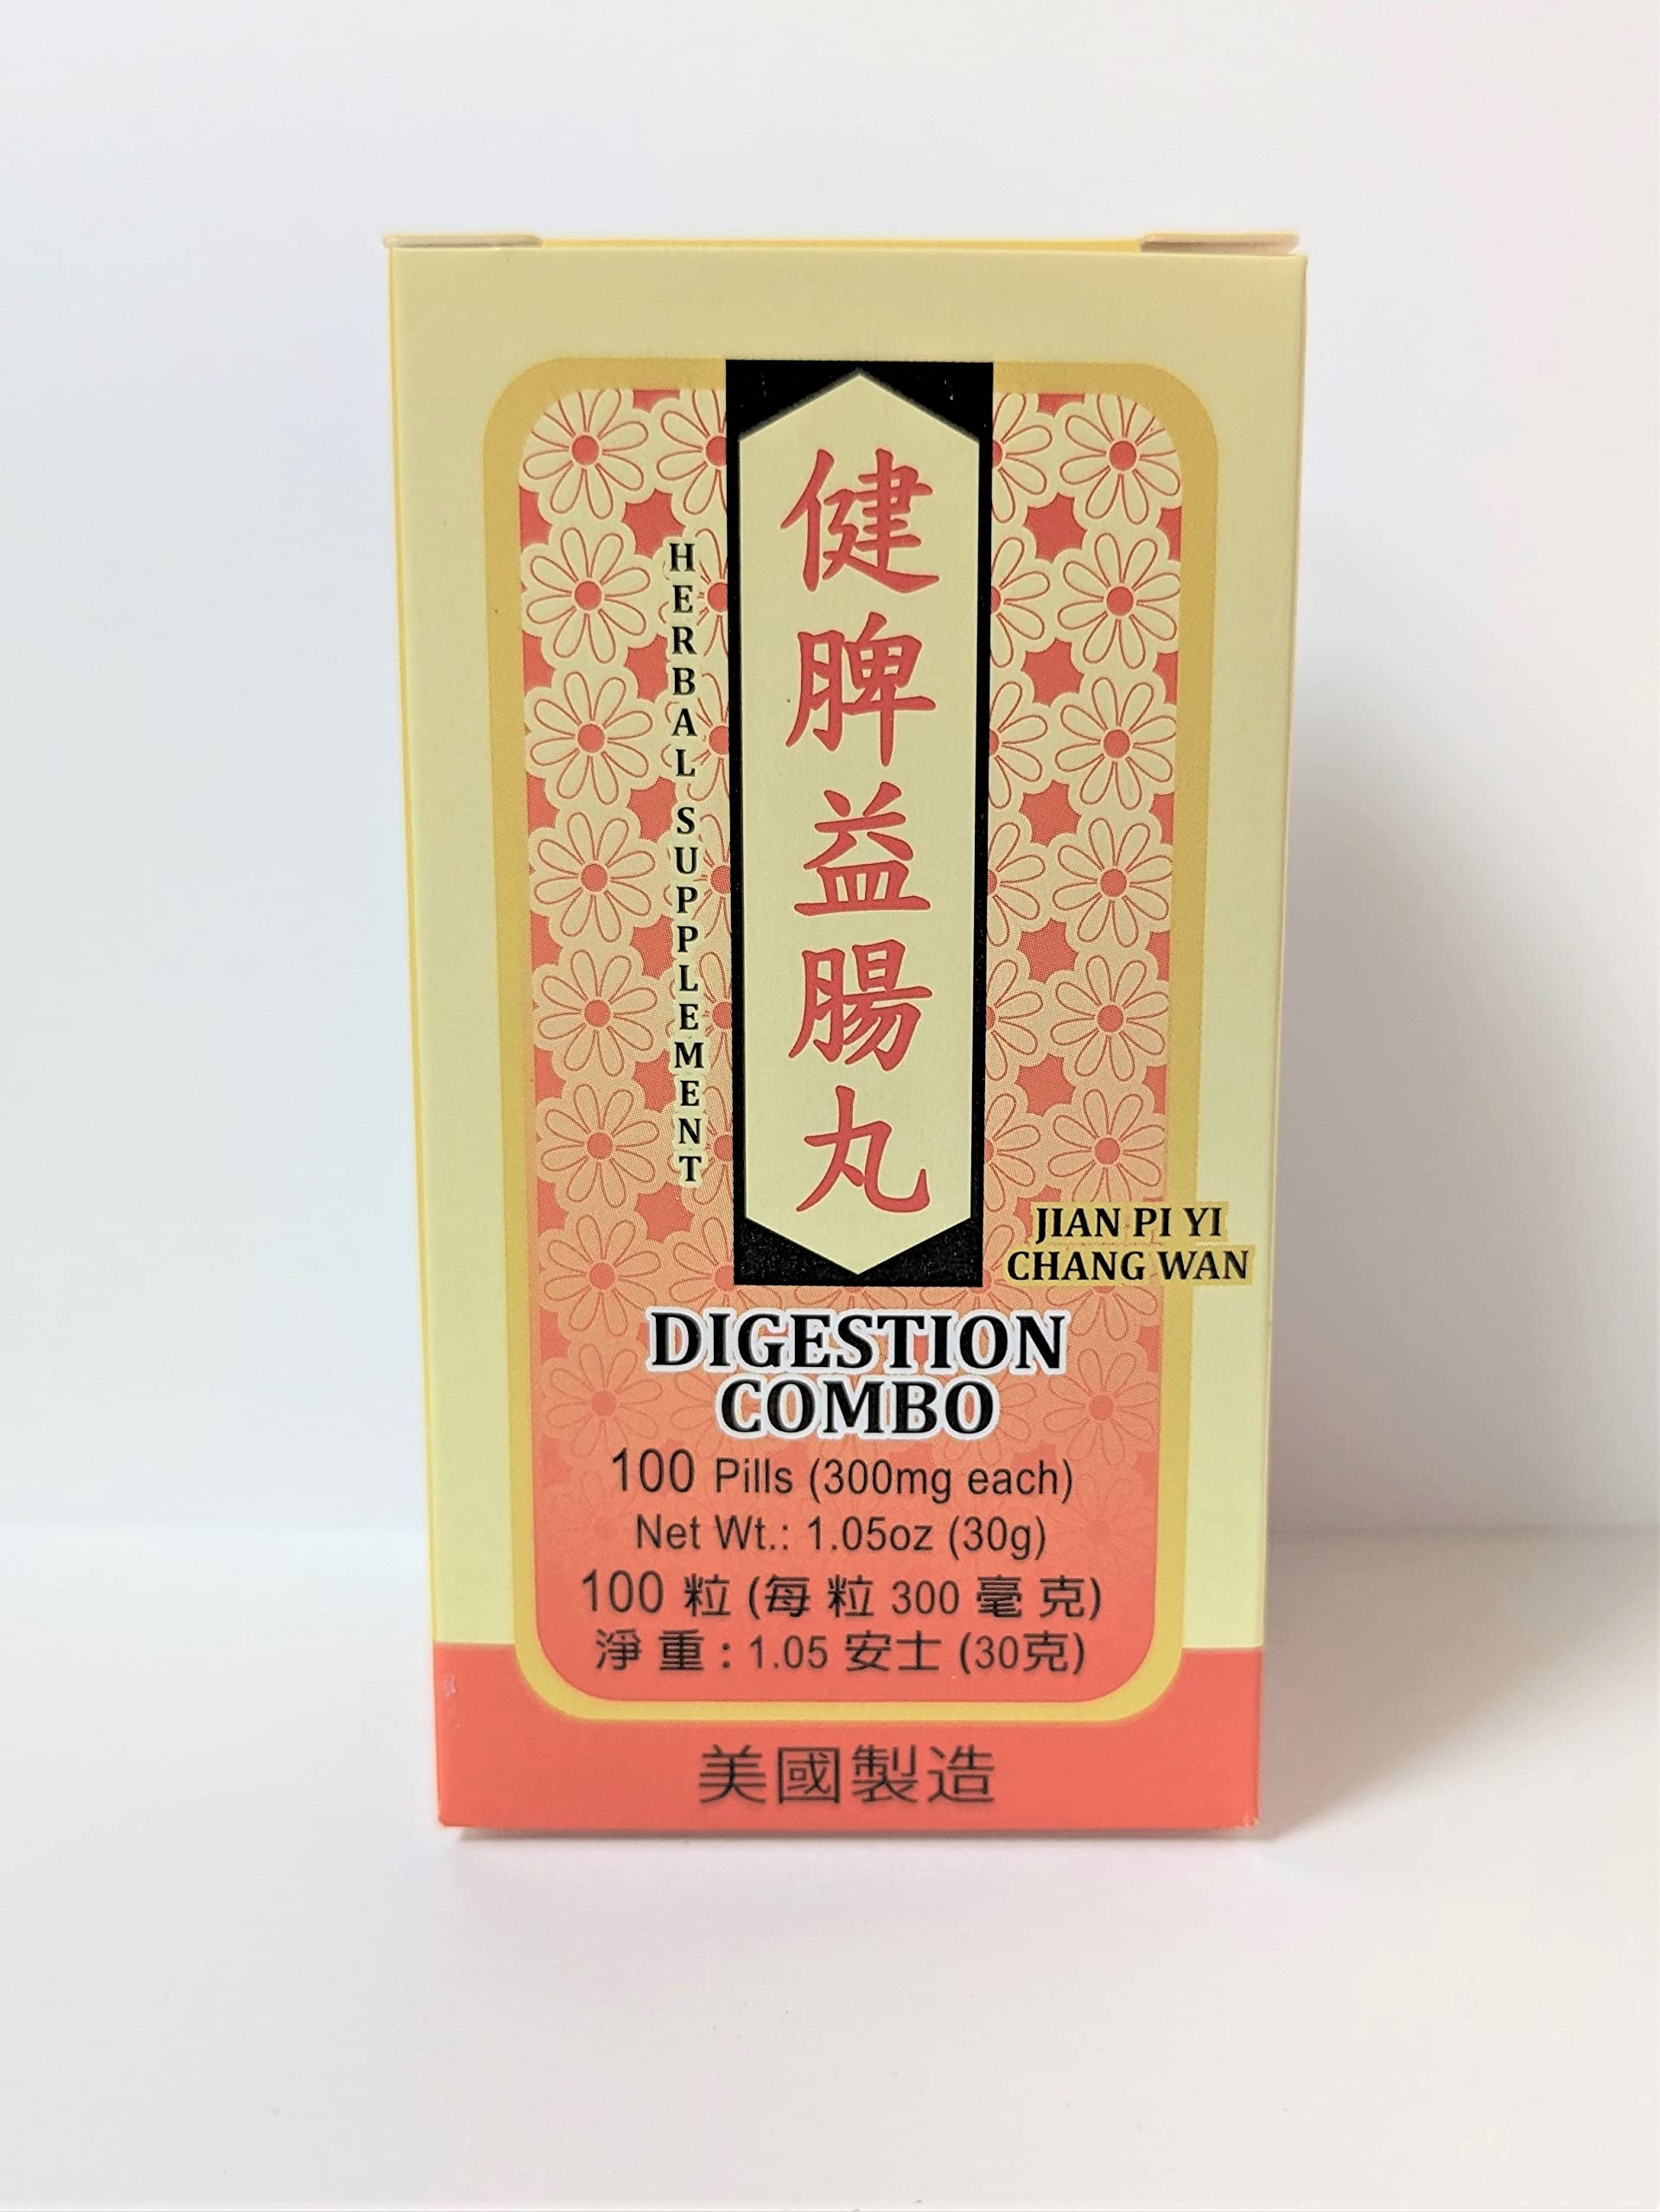 健脾益腸丸
HERBAL SUPPLEMENT
JIAN PI YI
CHANG WAN
DIGESTION
COMBO
100 Pills (300mg each)
Net Wt.: 1.05oz (30g)
100 粒 (每 粒 300 毫 克)
淨 重 : 1.05 安士 (30克)
美國製造